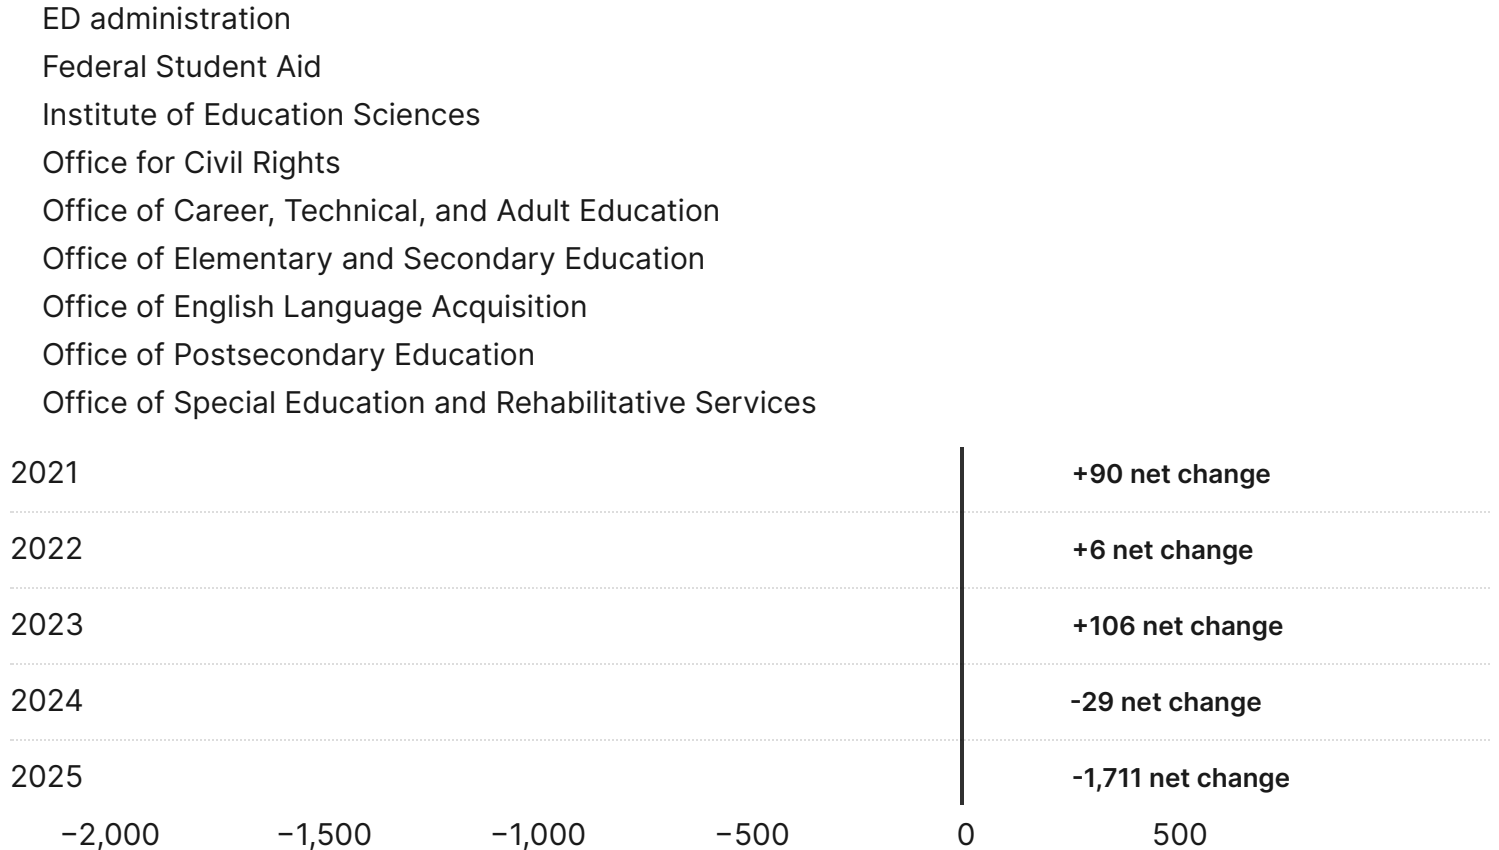 ED administration
Federal Student Aid
Institute of Education Sciences
Office for Civil Rights
Office of Career, Technical, and Adult Education
Office of Elementary and Secondary Education
Office of English Language Acquisition
Office of Postsecondary Education
Office of Special Education and Rehabilitative Services
2021 +90 net change
2022 +6 net change
2023 +106 net change
2024 -29 net change
2025 -1,711 net change
−2,000 −1,500 −1,000 −500 0 500